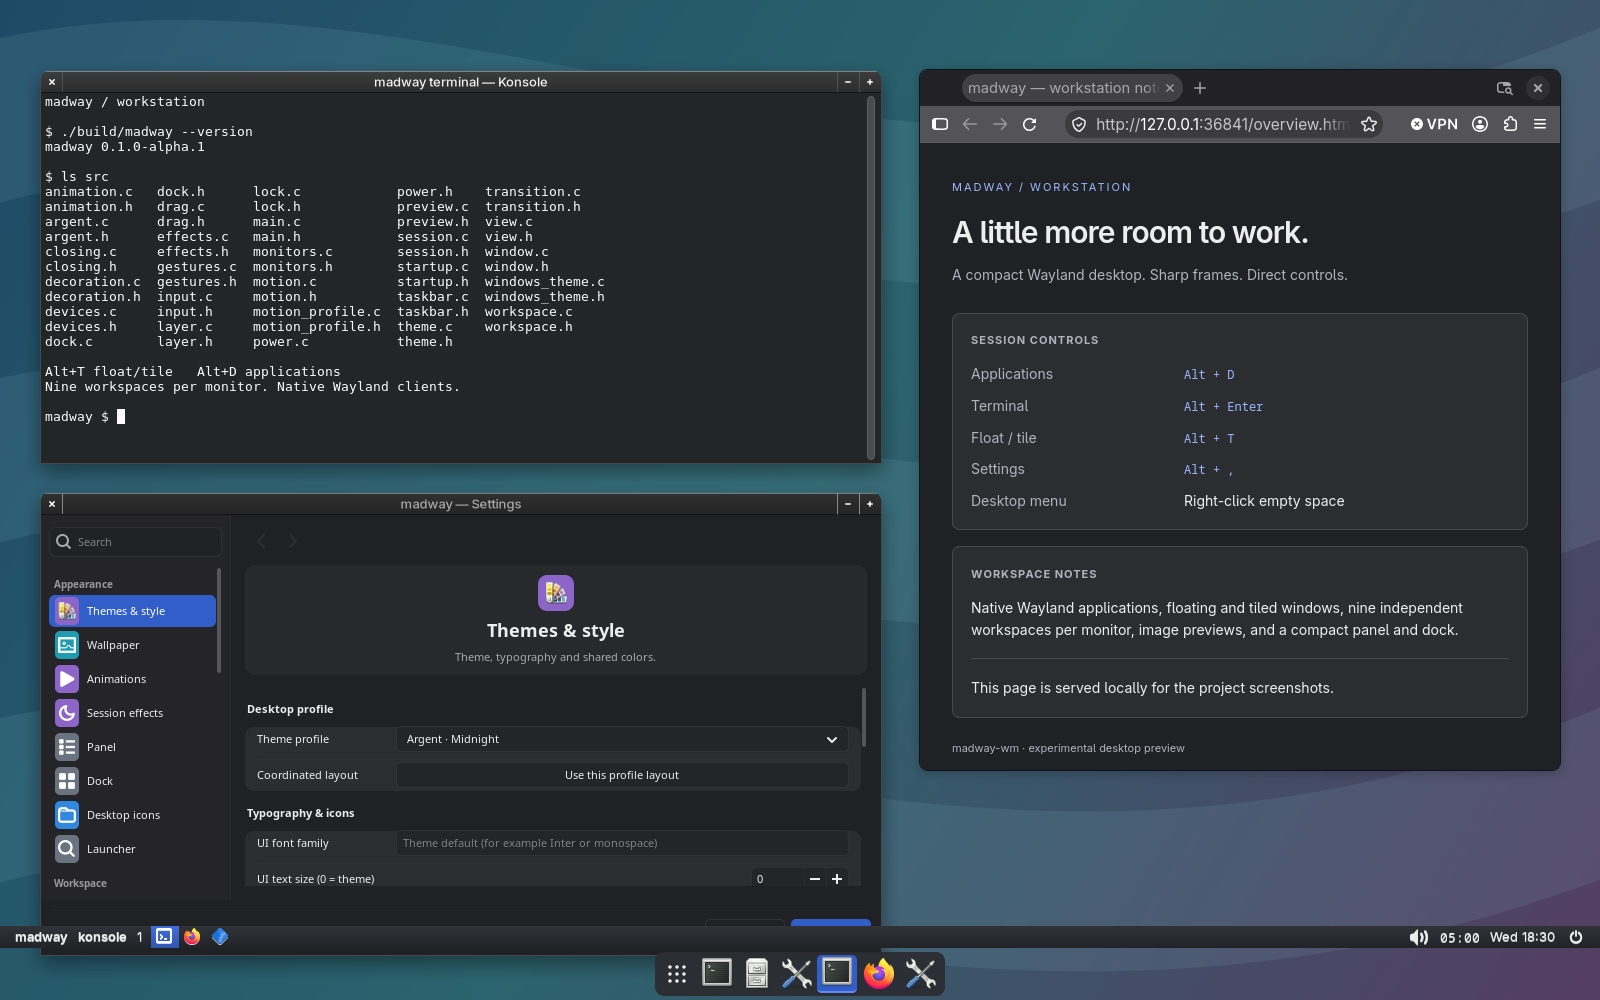 madway terminal — Konsole
madway / workstation
$ ./build/madway --version
madway 0.1.0-alpha.1
$ ls src
animation.c dock.h lock.c power.h transition.c
animation.h drag.c lock.h preview.c transition.h
argent.c drag.h main.c preview.h view.c
argent.h effects.c main.h session.c view.h
closing.c effects.h monitors.c session.h window.c
closing.h gestures.c monitors.h startup.c window.h
decoration.c gestures.h motion.c startup.h windows_theme.c
decoration.h input.c motion.h taskbar.c windows_theme.h
devices.c input.h motion_profile.c taskbar.h workspace.c
devices.h layer.c motion_profile.h theme.c workspace.h
dock.c layer.h power.c theme.h
Alt+T float/tile Alt+D applications
Nine workspaces per monitor. Native Wayland clients.
madway $
madway — Settings
Search
Appearance
Themes & style
Wallpaper
Animations
Session effects
Panel
Dock
Desktop icons
Launcher
Workspace
Themes & style
Theme, typography and shared colors.
Desktop profile
Theme profile Argent · Midnight
Coordinated layout Use this profile layout
Typography & icons
UI font family Theme default (for example Inter or monospace)
UI text size (0 = theme) 0
madway — workstation not
http://127.0.0.1:36841/overview.htm
VPN
MADWAY / WORKSTATION
A little more room to work.
A compact Wayland desktop. Sharp frames. Direct controls.
SESSION CONTROLS
Applications Alt + D
Terminal Alt + Enter
Float / tile Alt + T
Settings Alt + ,
Desktop menu Right-click empty space
WORKSPACE NOTES
Native Wayland applications, floating and tiled windows, nine independent
workspaces per monitor, image previews, and a compact panel and dock.
This page is served locally for the project screenshots.
madway-wm · experimental desktop preview
madway konsole 1
05:00 Wed 18:30